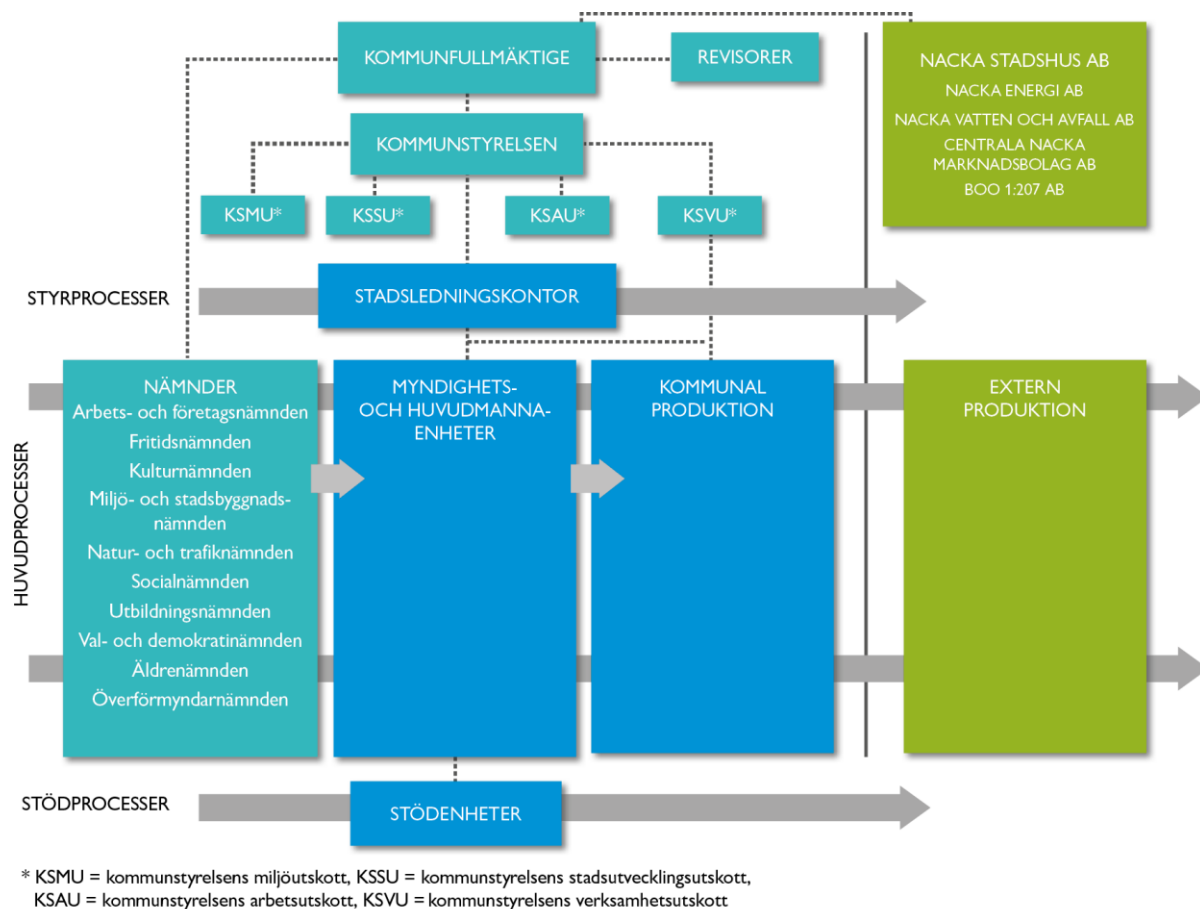 KOMMUNFULLMÄKTIGE
REVISORER
NACKA STADSHUS AB
NACKA ENERGI AB
NACKA VATTEN OCH AVFALL AB
CENTRALA NACKA
MARKNADSBOLAG AB
BOO 1:207 AB
KOMMUNSTYRELSEN
KSMU*
KSSU*
KSAU*
KSVU*
STYRPROCESSER
STADSLEDNINGSKONTOR
HUVUDPROCESSER
NÄMNDER
Arbets- och företagsnämnden
Fritidsnämnden
Kulturnämnden
Miljö- och stadsbyggnads-
nämnden
Natur- och trafiknämnden
Socialnämnden
Utbildningsnämnden
Val- och demokratinämnden
Äldrenämnden
Överförmyndarnämnden
MYNDIGHETS-
OCH HUVUDMANNA-
ENHETER
KOMMUNAL
PRODUKTION
EXTERN
PRODUKTION
STÖDPROCESSER
STÖDENHETER
* KSMU = kommunstyrelsens miljöutskott, KSSU = kommunstyrelsens stadsutvecklingsutskott,
KSAU = kommunstyrelsens arbetsutskott, KSVU = kommunstyrelsens verksamhetsutskott